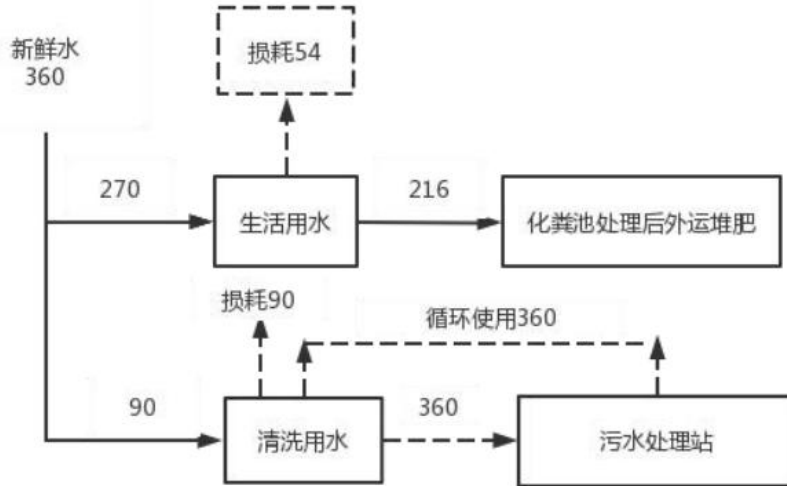 新鲜水
360
损耗54
270
生活用水
216
化粪池处理后外运堆肥
损耗90
循环使用360
90
清洗用水
360
污水处理站